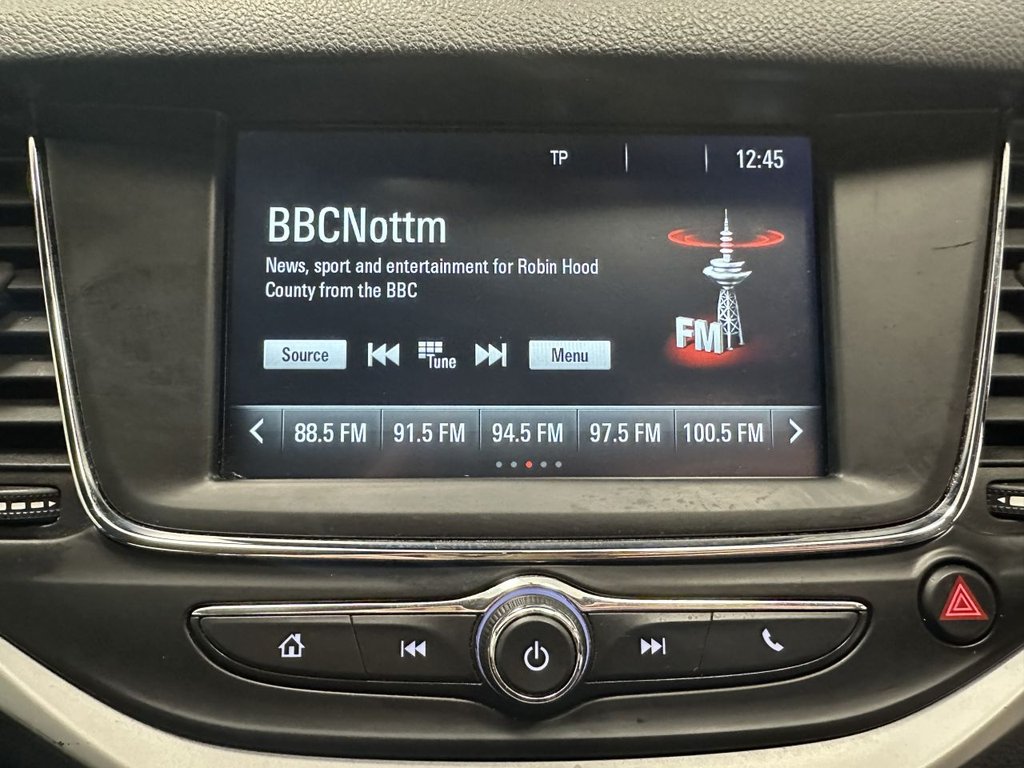 TP
12:45
BBCNottm
News, sport and entertainment for Robin Hood
County from the BBC
FM
Source
Tune
Menu
88.5 FM
91.5 FM
94.5 FM
97.5 FM
100.5 FM